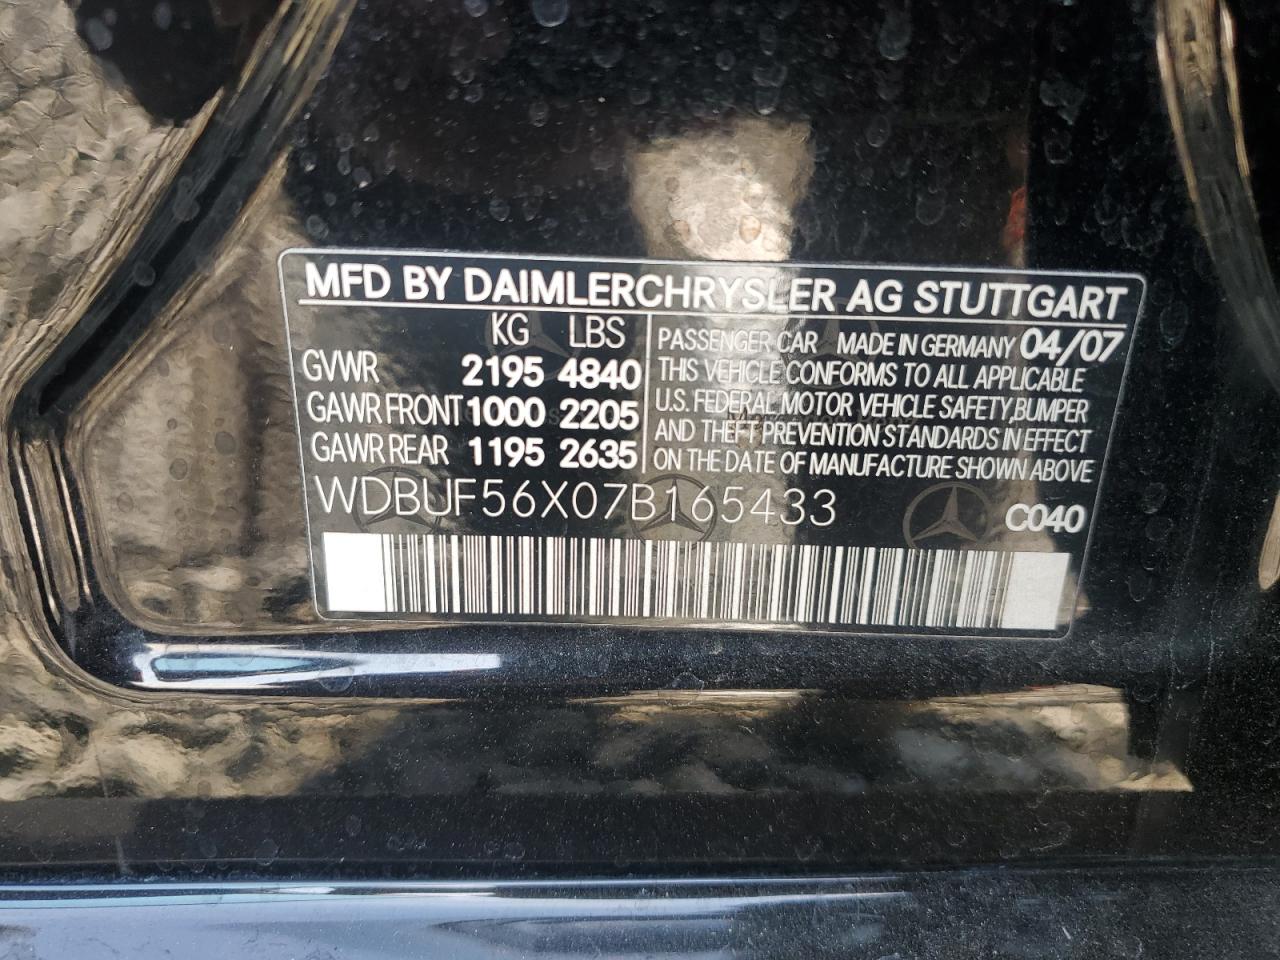 MFD BY DAIMLERCHRYSLER AG STUTTGART
KG LBS
GVWR 2195 4840
GAWR FRONT 1000 2205
GAWR REAR 1195 2635
PASSENGER CAR MADE IN GERMANY 04/07
THIS VEHICLE CONFORMS TO ALL APPLICABLE
U.S. FEDERAL MOTOR VEHICLE SAFETY, BUMPER
AND THEFT PREVENTION STANDARDS IN EFFECT
ON THE DATE OF MANUFACTURE SHOWN ABOVE
WDBUF56X07B165433
C040